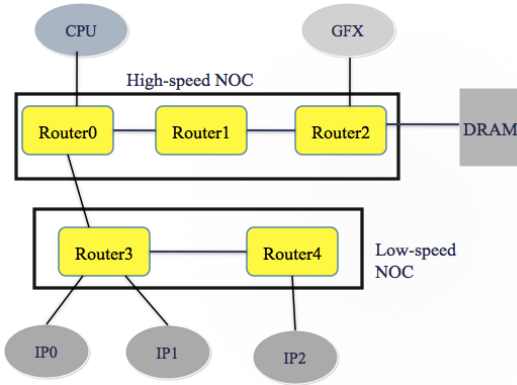 CPU
GFX
High-speed NOC
Router0
Router1
Router2
DRAM
Router3
Router4
Low-speed
NOC
IP0
IP1
IP2